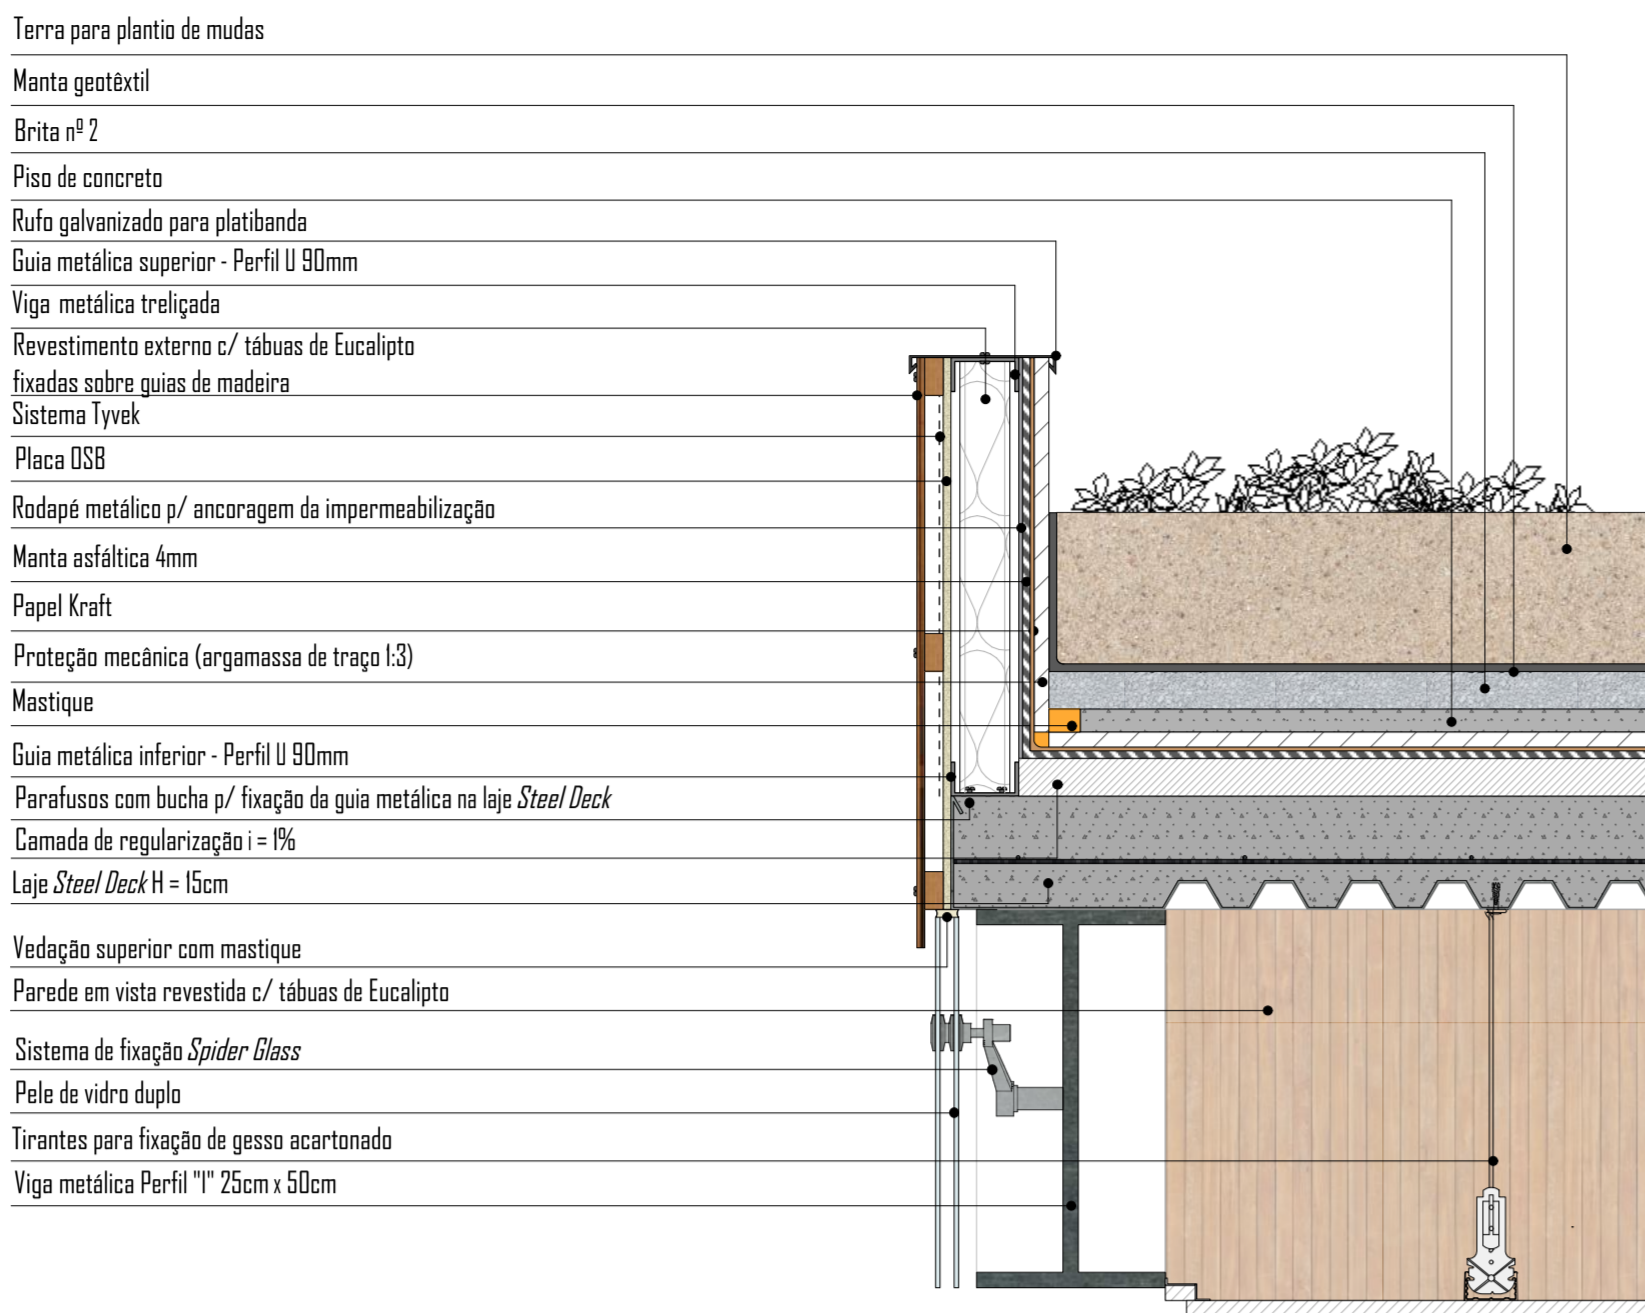 Terra para plantio de mudas
Manta geotêxtil
Brita nº 2
Piso de concreto
Rufo galvanizado para platibanda
Guia metálica superior - Perfil U 90mm
Viga metálica treliçada
Revestimento externo c/ tábuas de Eucalipto
fixadas sobre guias de madeira
Sistema Tyvek
Placa OSB
Rodapé metálico p/ ancoragem da impermeabilização
Manta asfáltica 4mm
Papel Kraft
Proteção mecânica (argamassa de traço 1:3)
Mastique
Guia metálica inferior - Perfil U 90mm
Parafusos com bucha p/ fixação da guia metálica na laje Steel Deck
Camada de regularização i = 1%
Laje Steel Deck H = 15cm
Vedação superior com mastique
Parede em vista revestida c/ tábuas de Eucalipto
Sistema de fixação Spider Glass
Pele de vidro duplo
Tirantes para fixação de gesso acartonado
Viga metálica Perfil "I" 25cm x 50cm